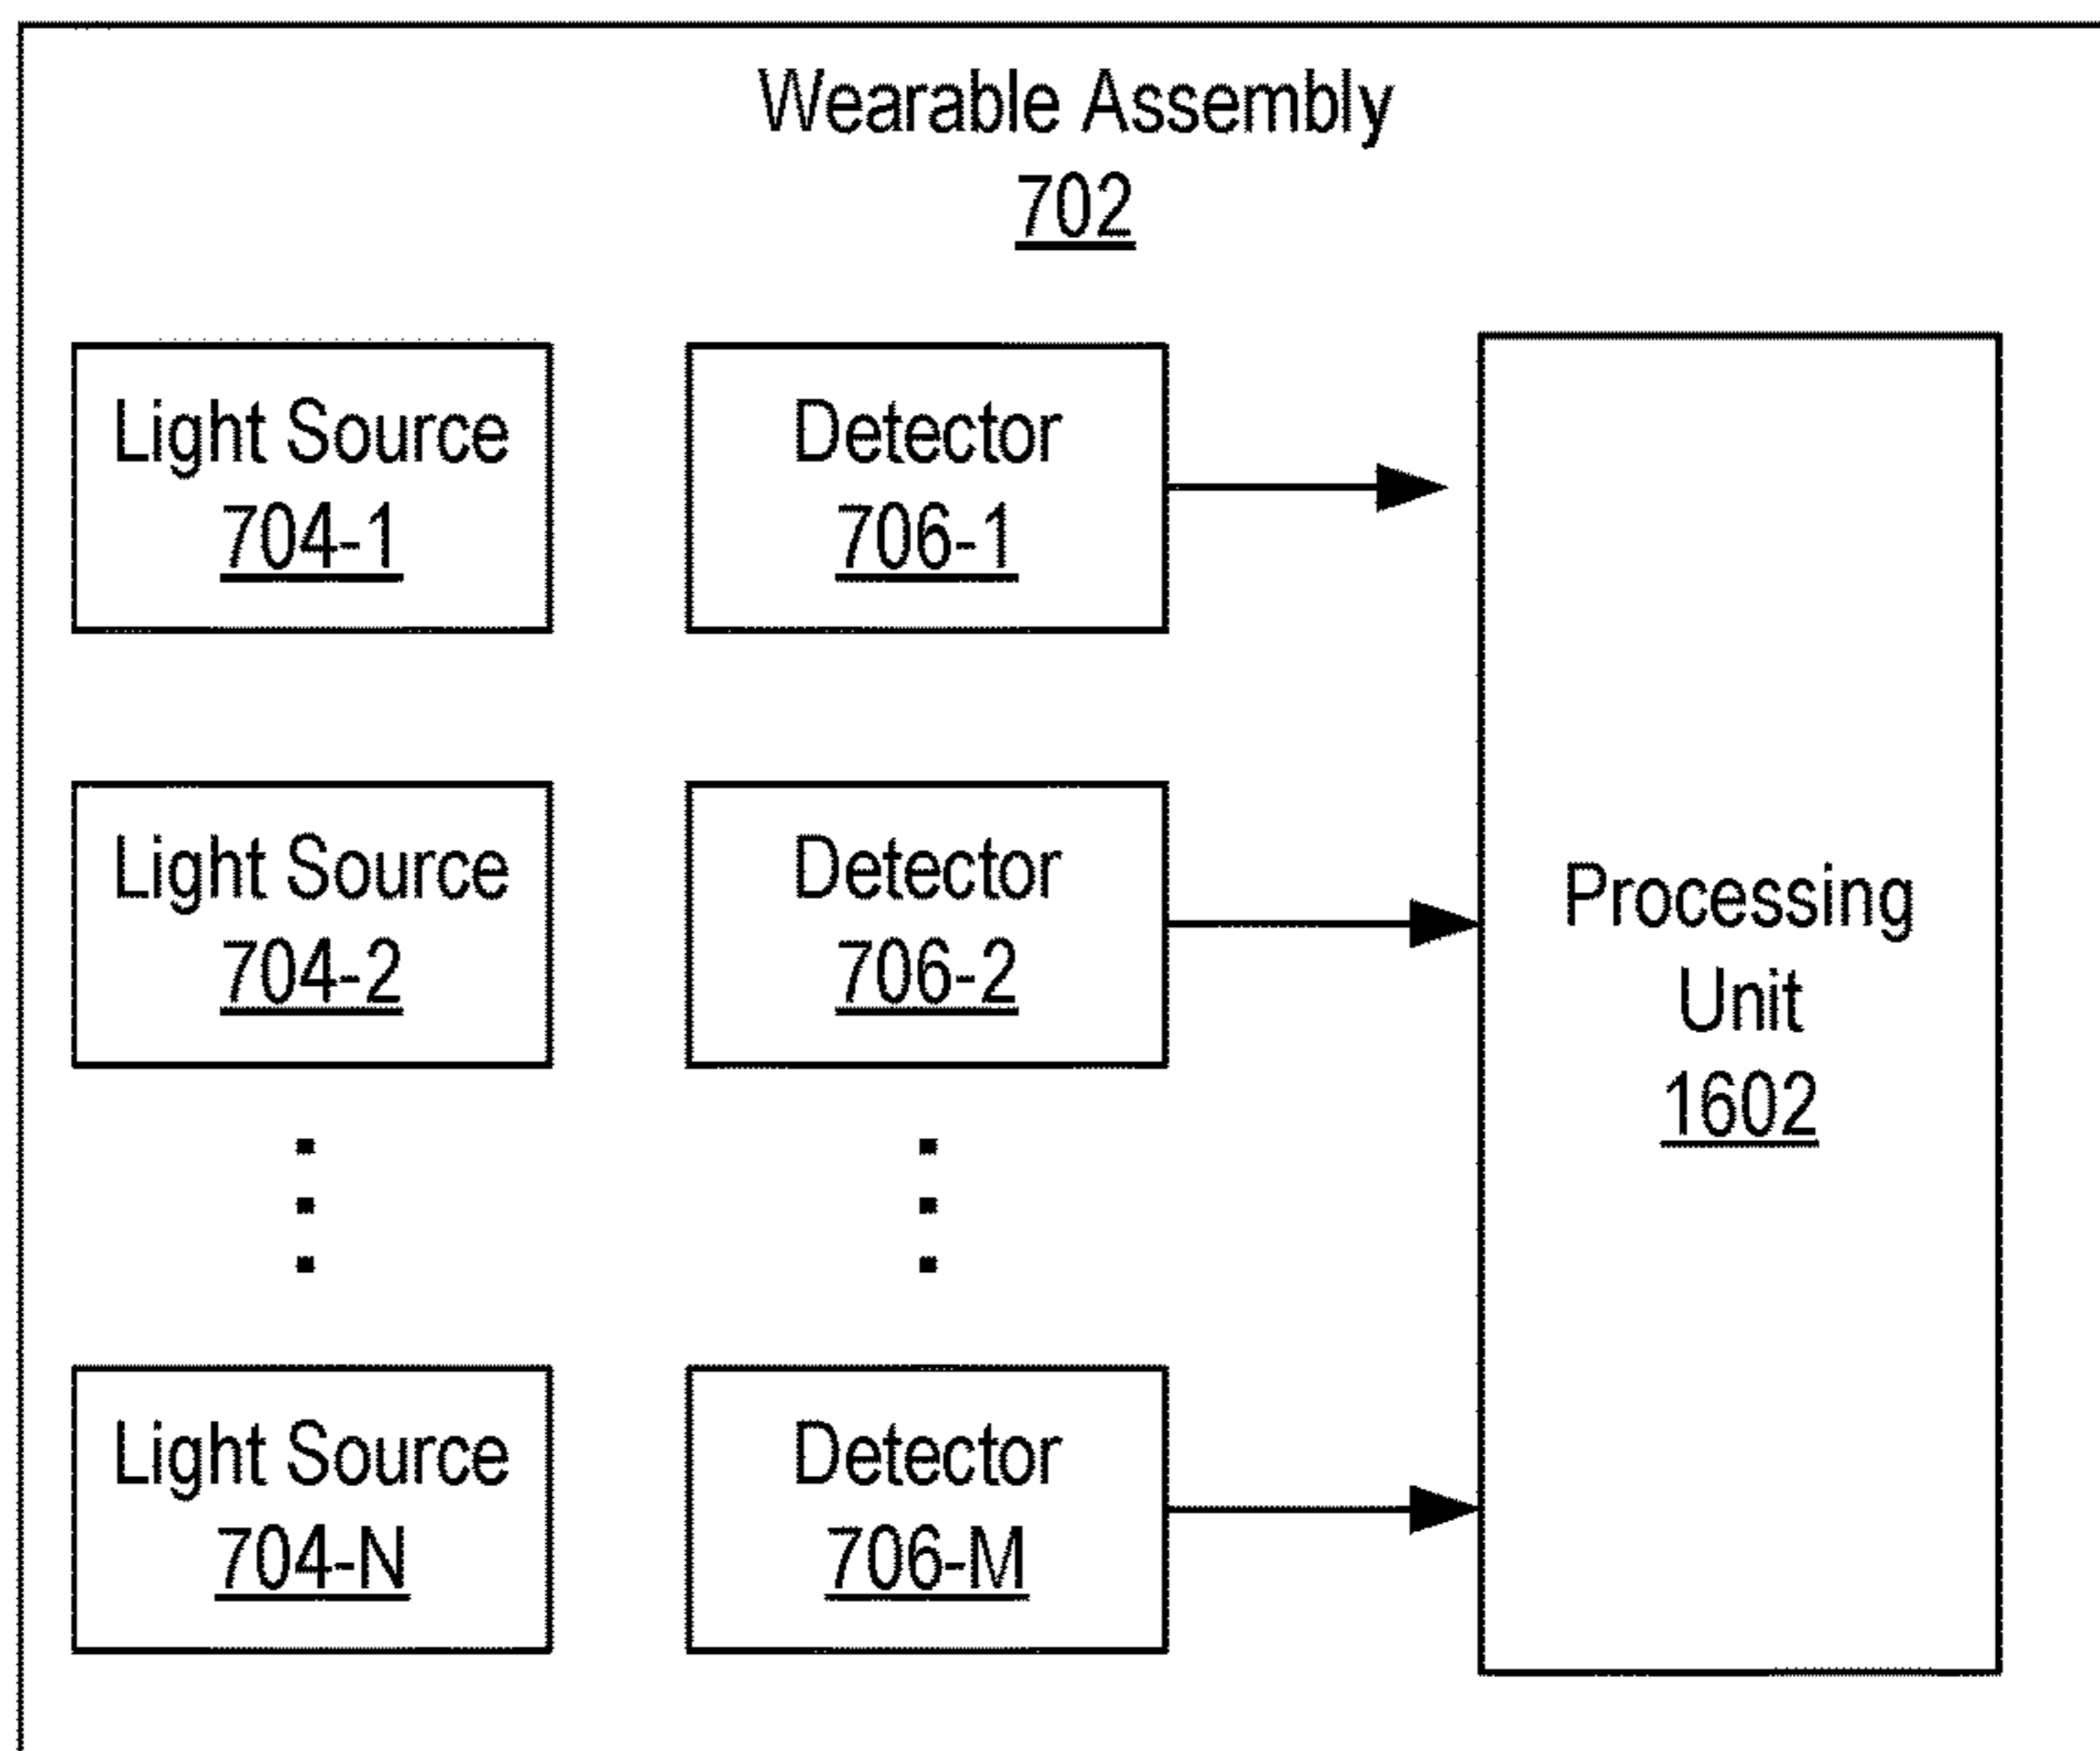 Wearable Assembly
702
Light Source
704-1
Detector
706-1
Light Source
704-2
Detector
706-2
Processing
Unit
1602
Light Source
704-N
Detector
706-M